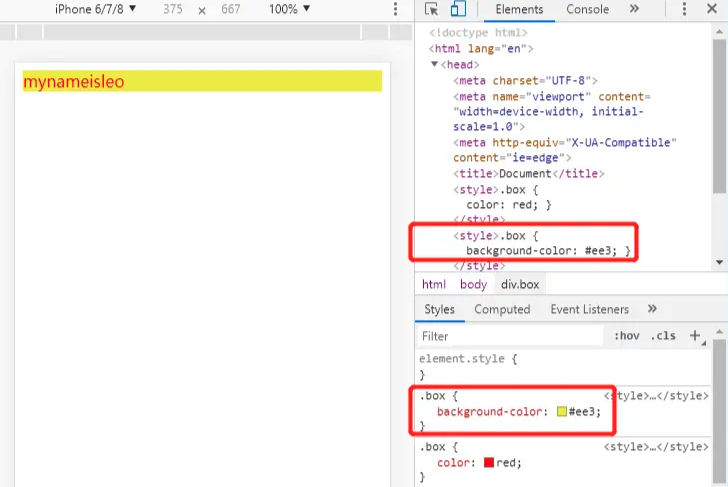 iPhone 6/7/8 ▼ 375 × 667 100% ▼
mynameisleo
Elements Console »
<!doctype html>
<html lang="en">
▼<head>
<meta charset="UTF-8">
<meta name="viewport" content=
"width=device-width, initial-
scale=1.0">
<meta http-equiv="X-UA-Compatible"
content="ie=edge">
<title>Document</title>
<style>.box {
color: red; }
</style>
<style>.box {
background-color: #ee3; }
</style>
html body div.box
Styles Computed Event Listeners »
Filter :hov .cls +
element.style {
}
.box { <style>…</style>
background-color: #ee3;
}
.box { <style>…</style>
color: red;
}